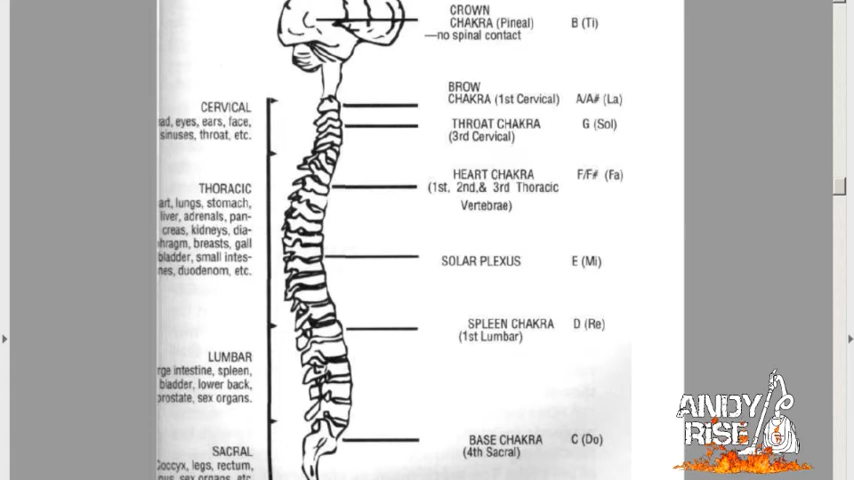 CROWN
CHAKRA (Pineal) B (Ti)
—no spinal contact
BROW
CHAKRA (1st Cervical) A/A# (La)
CERVICAL
ad, eyes, ears, face,
sinuses, throat, etc.
THROAT CHAKRA G (Sol)
(3rd Cervical)
HEART CHAKRA F/F# (Fa)
(1st, 2nd,& 3rd Thoracic
Vertebrae)
THORACIC
art, lungs, stomach,
liver, adrenals, pan-
creas, kidneys, dia-
hragm, breasts, gall
bladder, small intes-
nes, duodenom, etc.
SOLAR PLEXUS E (Mi)
SPLEEN CHAKRA D (Re)
(1st Lumbar)
LUMBAR
rge intestine, spleen,
bladder, lower back,
prostate, sex organs.
BASE CHAKRA C (Do)
(4th Sacral)
SACRAL
Coccyx, legs, rectum,
nus, sex organs, etc.
ANDY
RISE